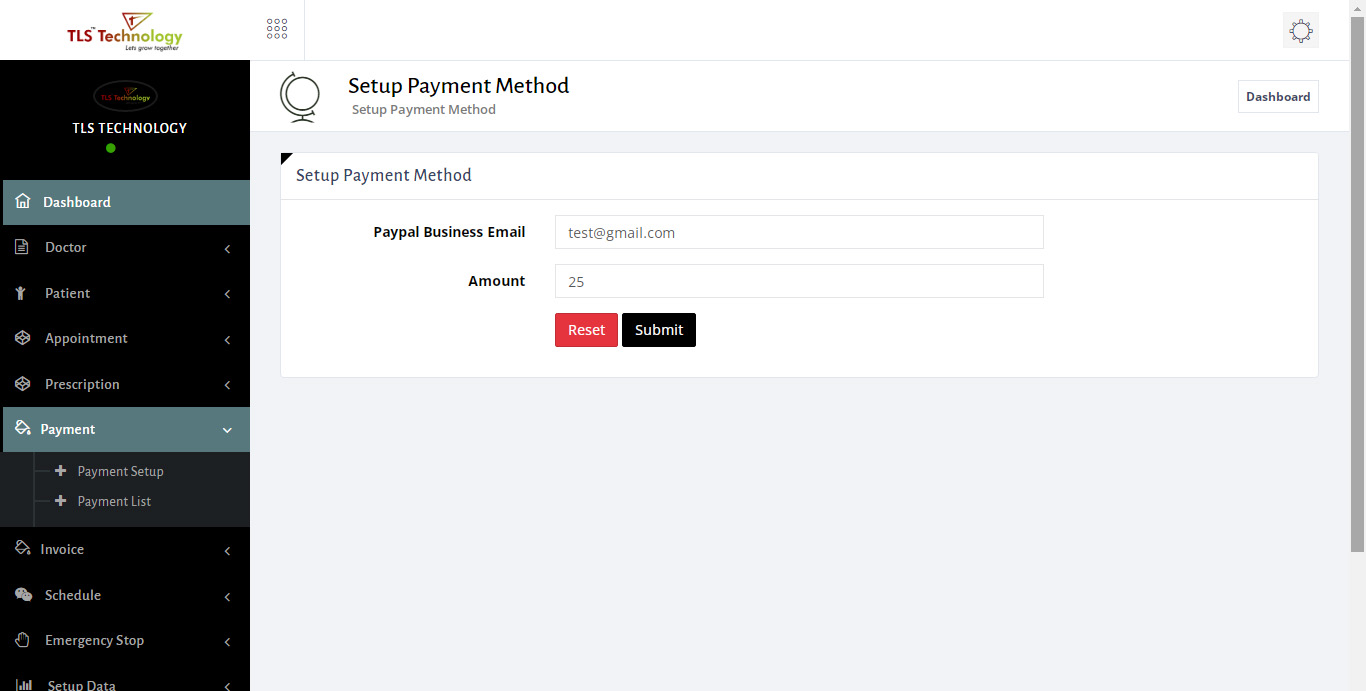 TLS™ Technology
Lets grow together
Setup Payment Method
Setup Payment Method
Dashboard
TLS Technology
TLS TECHNOLOGY
Dashboard
Doctor
Patient
Appointment
Prescription
Payment
Payment Setup
Payment List
Invoice
Schedule
Emergency Stop
Setup Data
Setup Payment Method
Paypal Business Email
test@gmail.com
Amount
25
Reset Submit